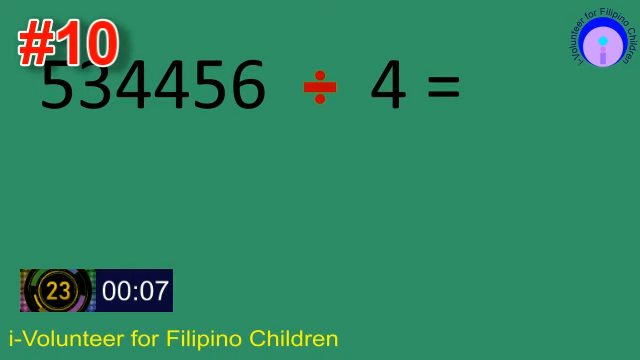 #10
534456 ÷ 4 =
i-Volunteer for Filipino Children
23 00:07
i-Volunteer for Filipino Children